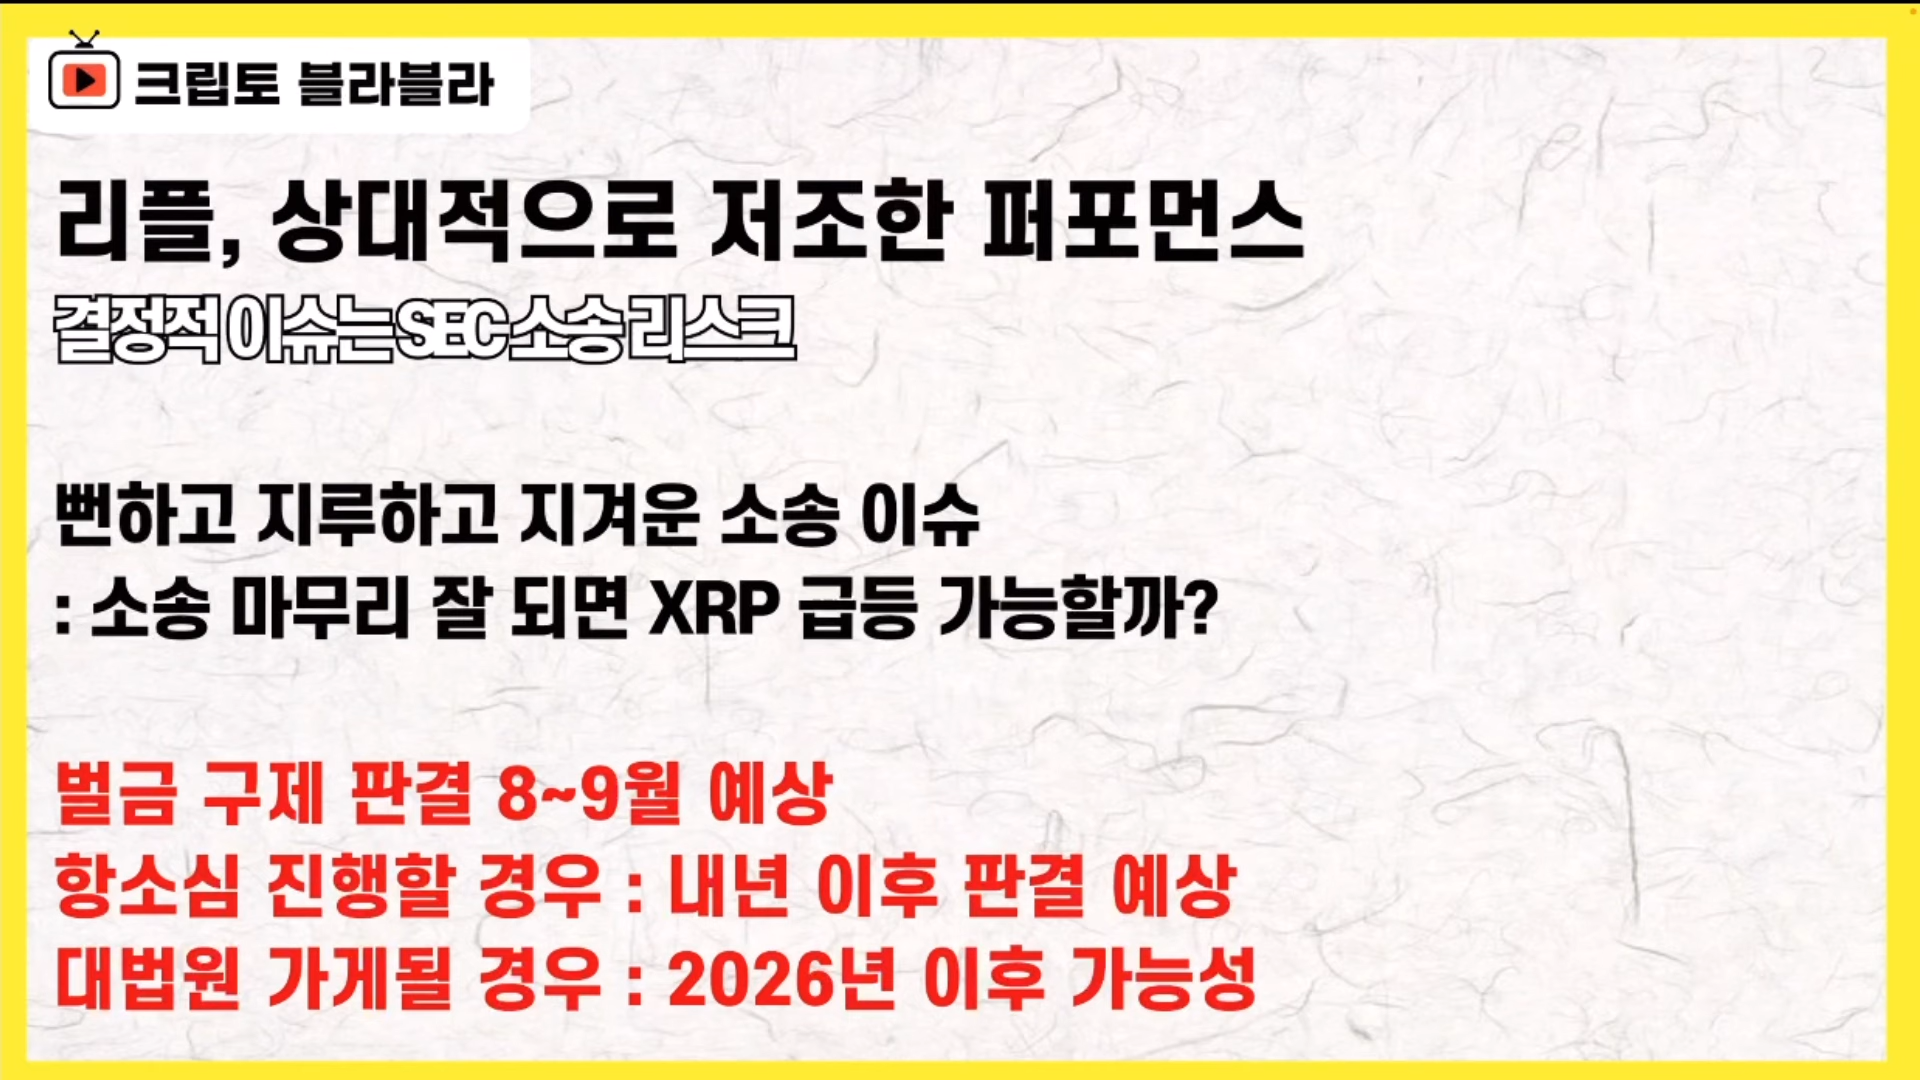 크립토 블라블라
리플, 상대적으로 저조한 퍼포먼스
결정적 이슈는 SEC 소송 리스크
뻔하고 지루하고 지겨운 소송 이슈
: 소송 마무리 잘 되면 XRP 급등 가능할까?
벌금 구제 판결 8~9월 예상
항소심 진행할 경우 : 내년 이후 판결 예상
대법원 가게될 경우 : 2026년 이후 가능성